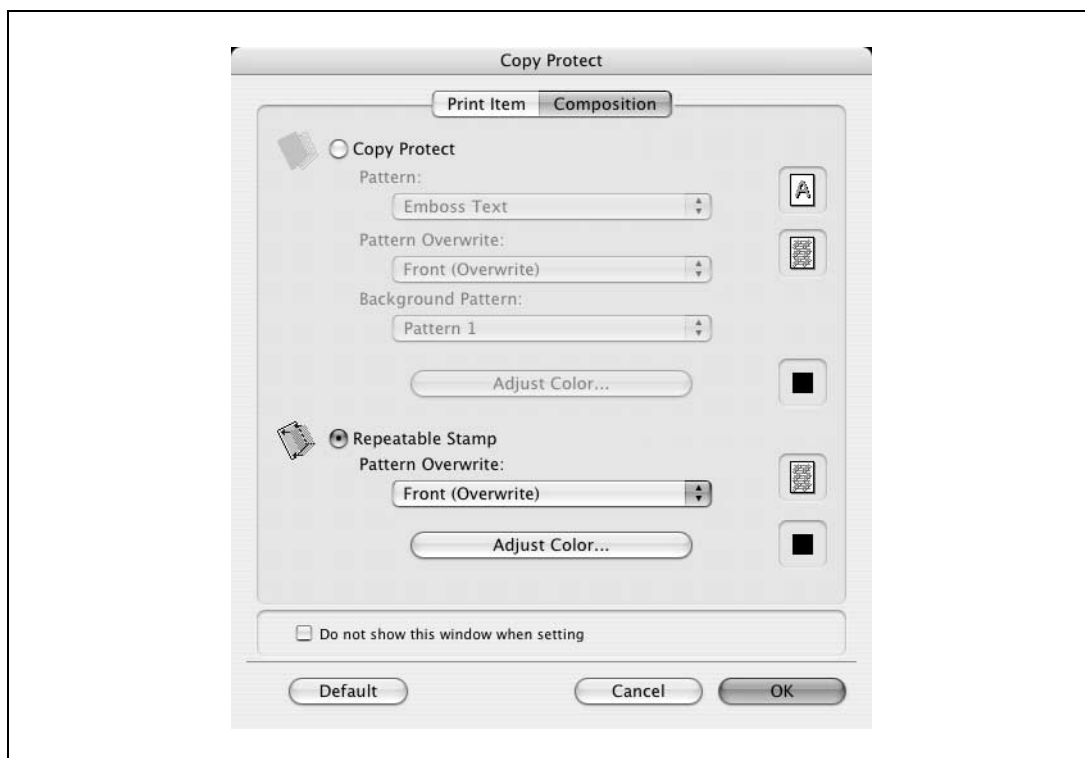 Copy Protect
Print Item Composition
Copy Protect
Pattern:
Emboss Text
A
Pattern Overwrite:
Front (Overwrite)
Background Pattern:
Pattern 1
Adjust Color...
Repeatable Stamp
Pattern Overwrite:
Front (Overwrite)
Adjust Color...
Do not show this window when setting
Default Cancel OK